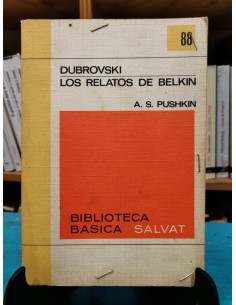 88
DUBROVSKI
LOS RELATOS DE BELKIN
A. S. PUSHKIN
BIBLIOTECA
BASICA SALVAT